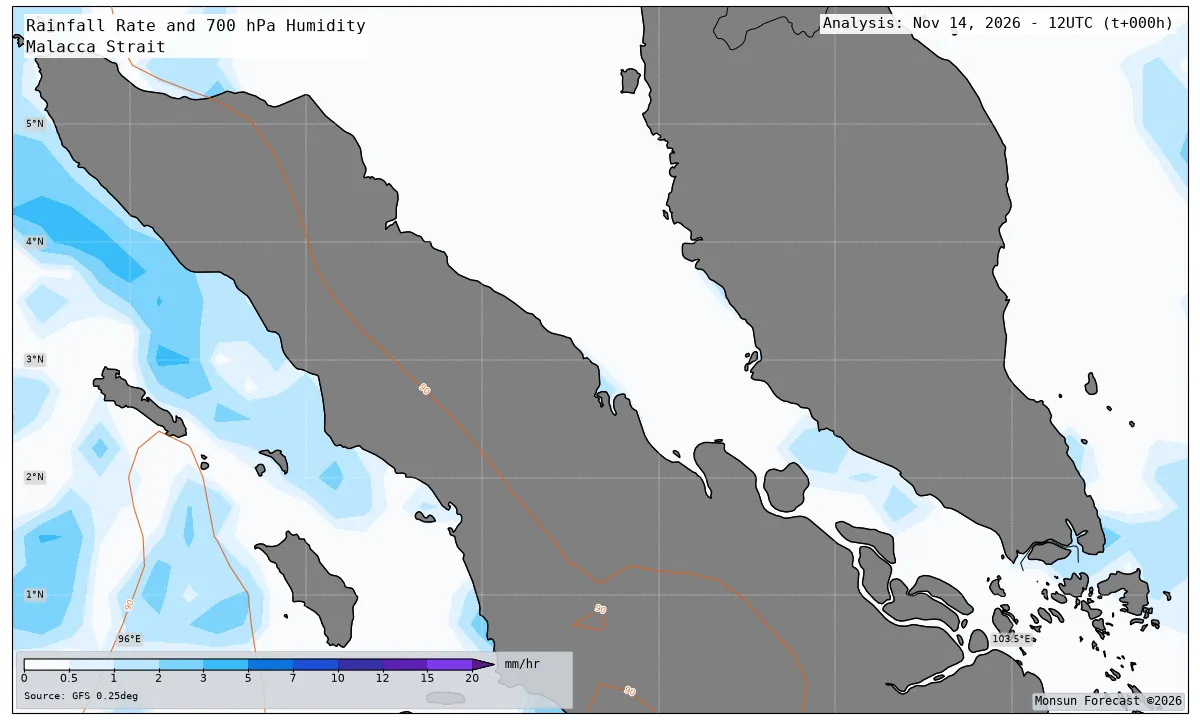 Rainfall Rate and 700 hPa Humidity
Malacca Strait
Analysis: Nov 14, 2026 - 12UTC (t+000h)
5°N
4°N
3°N
90
2°N
1°N
90
90
96°E
103.5°E
90
0 0.5 1 2 3 5 7 10 12 15 20
mm/hr
Source: GFS 0.25deg
Monsun Forecast ©2026